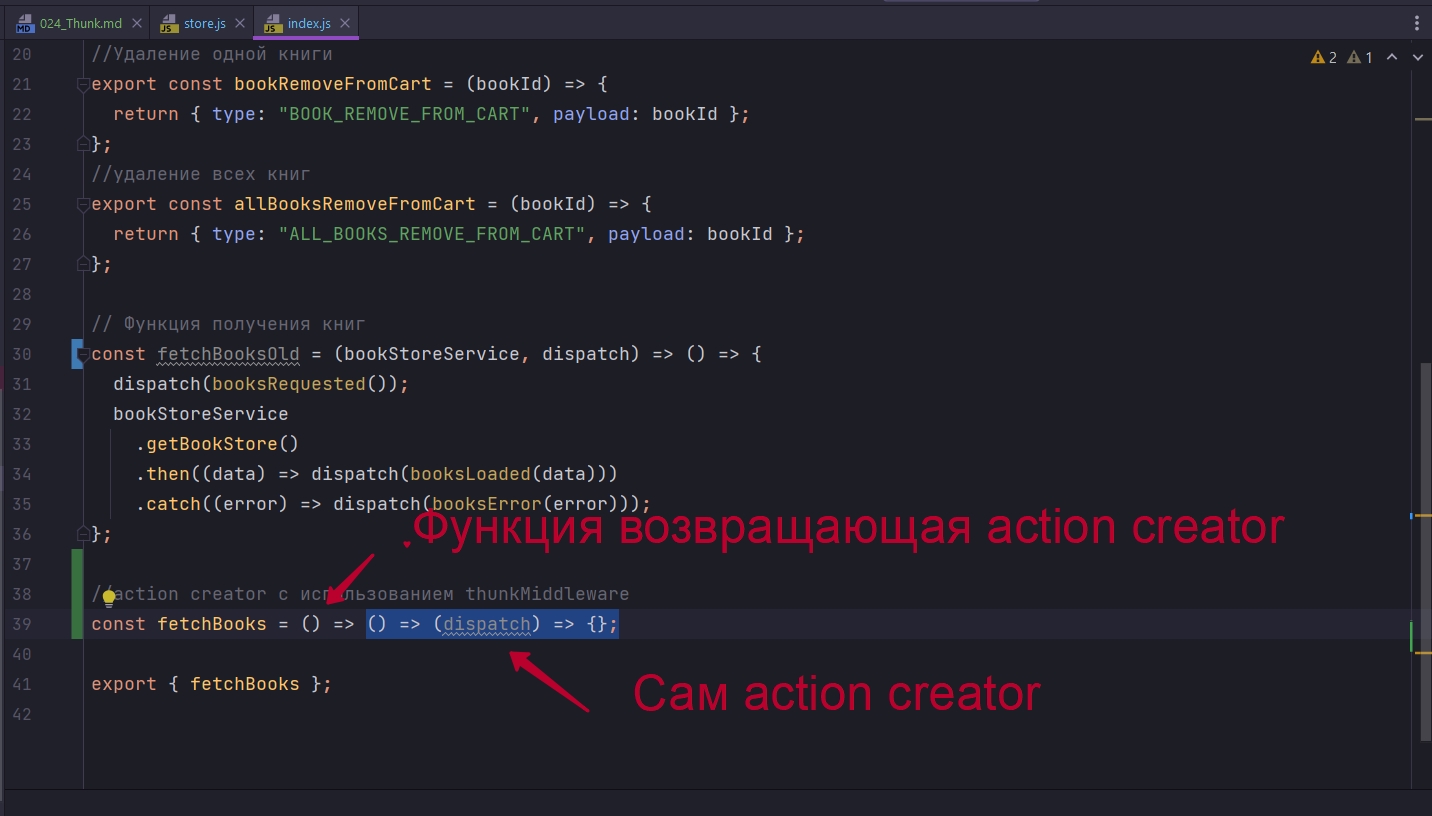 024_Thunk.md store.js index.js
2 1
20 //Удаление одной книги
21 export const bookRemoveFromCart = (bookId) => {
22 return { type: "BOOK_REMOVE_FROM_CART", payload: bookId };
23 };
24 //удаление всех книг
25 export const allBooksRemoveFromCart = (bookId) => {
26 return { type: "ALL_BOOKS_REMOVE_FROM_CART", payload: bookId };
27 };
28
29 // Функция получения книг
30 const fetchBooksOld = (bookStoreService, dispatch) => () => {
31 dispatch(booksRequested());
32 bookStoreService
33 .getBookStore()
34 .then((data) => dispatch(booksLoaded(data)))
35 .catch((error) => dispatch(booksError(error)));
Функция возвращающая action creator
36 };
37
38 //action creator с использованием thunkMiddleware
39 const fetchBooks = () => () => (dispatch) => {};
40
41 export { fetchBooks };
Сам action creator
42